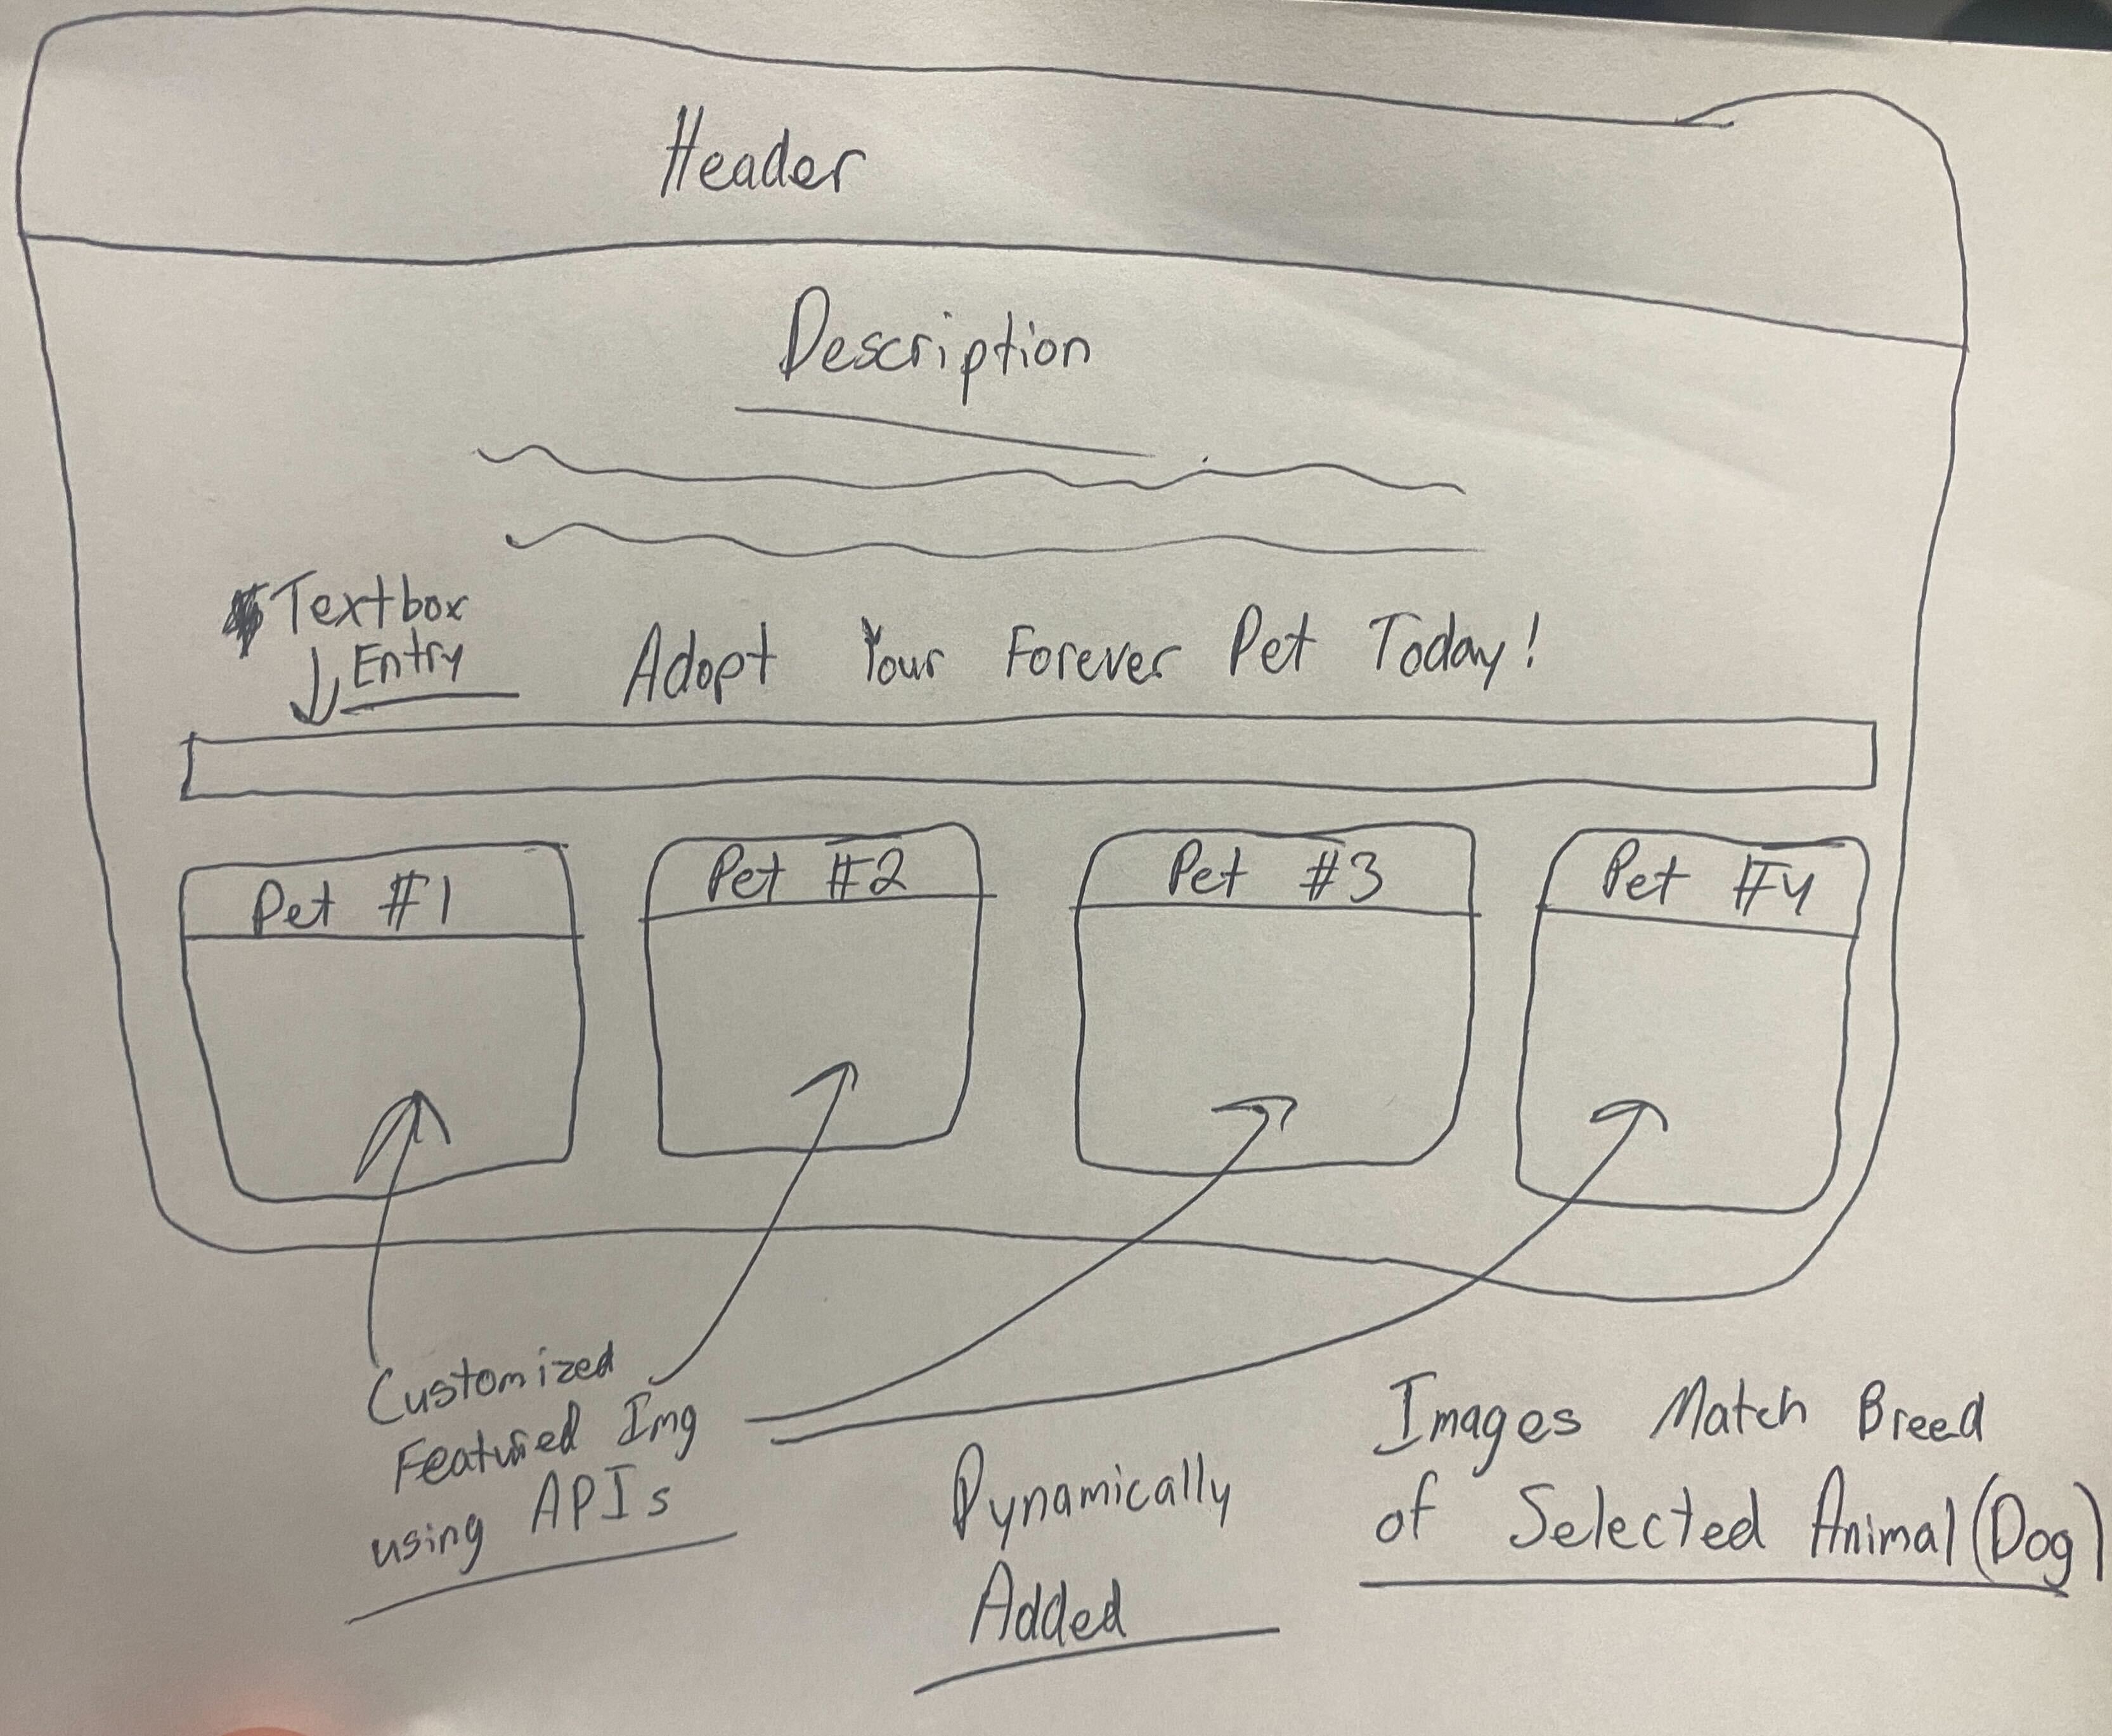 Header
Description
Textbox
Entry
Adopt Your Forever Pet Today!
Pet #1
Pet #2
Pet #3
Pet #4
Customized
Featured Img
using APIs
Dynamically
Added
Images Match Breed
of Selected Animal (Dog)